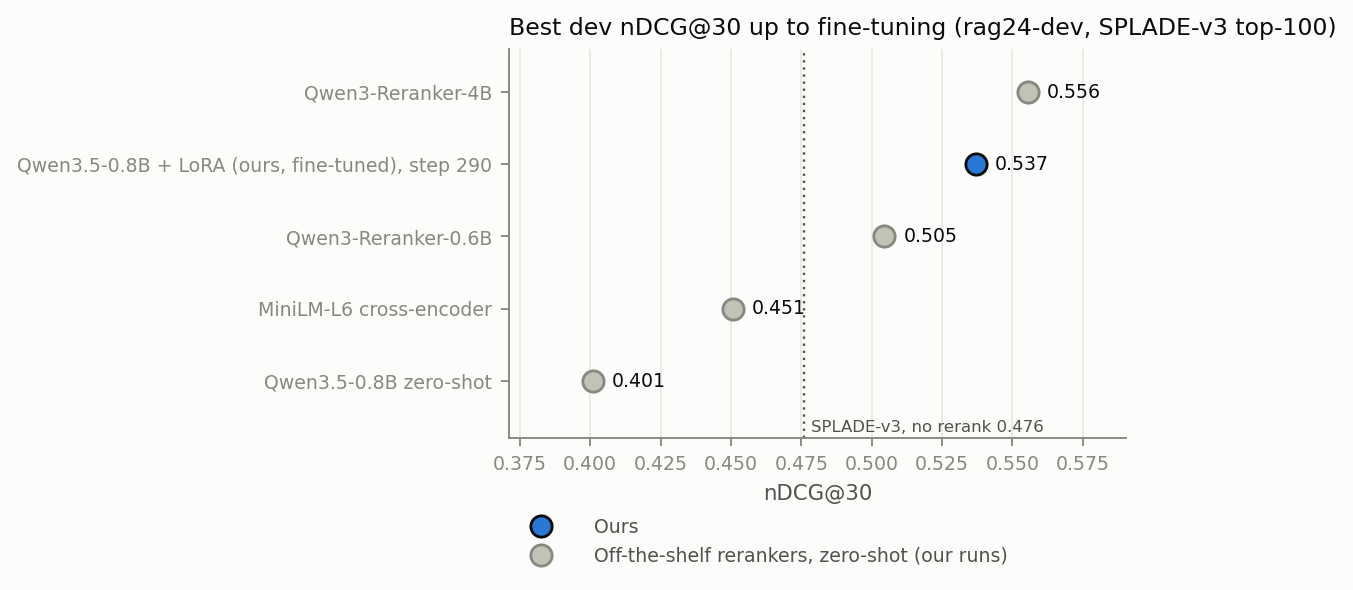 Best dev nDCG@30 up to fine-tuning (rag24-dev, SPLADE-v3 top-100)
Qwen3-Reranker-4B
0.556
Qwen3.5-0.8B + LoRA (ours, fine-tuned), step 290
0.537
Qwen3-Reranker-0.6B
0.505
MiniLM-L6 cross-encoder
0.451
Qwen3.5-0.8B zero-shot
0.401
SPLADE-v3, no rerank 0.476
0.375 0.400 0.425 0.450 0.475 0.500 0.525 0.550 0.575
nDCG@30
Ours
Off-the-shelf rerankers, zero-shot (our runs)